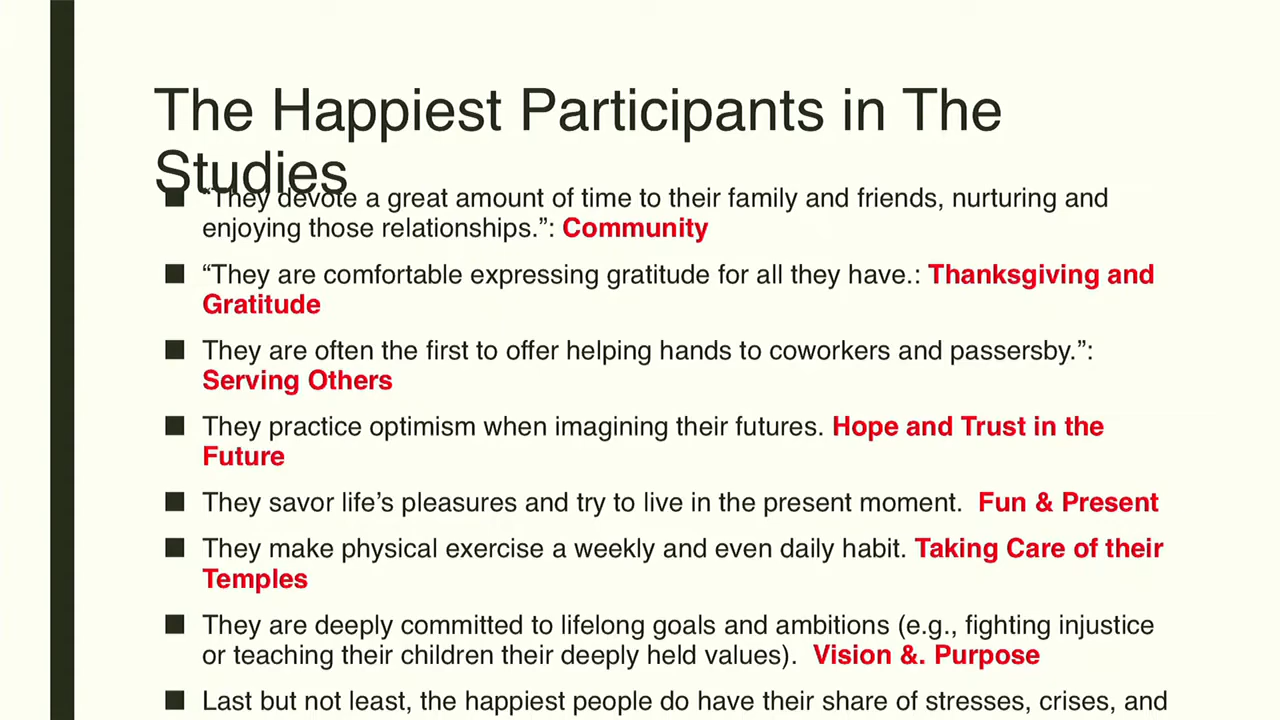 The Happiest Participants in The
Studies
■ “They devote a great amount of time to their family and friends, nurturing and
enjoying those relationships.”: Community
■ “They are comfortable expressing gratitude for all they have.: Thanksgiving and
Gratitude
■ They are often the first to offer helping hands to coworkers and passersby.”:
Serving Others
■ They practice optimism when imagining their futures. Hope and Trust in the
Future
■ They savor life’s pleasures and try to live in the present moment.  Fun & Present
■ They make physical exercise a weekly and even daily habit. Taking Care of their
Temples
■ They are deeply committed to lifelong goals and ambitions (e.g., fighting injustice
or teaching their children their deeply held values).  Vision &. Purpose
■ Last but not least, the happiest people do have their share of stresses, crises, and